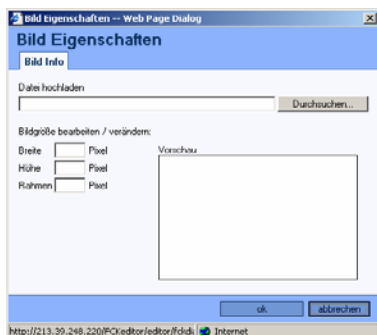 Bild Eigenschaften -- Web Page Dialog
Bild Eigenschaften
Bild Info
Datei hochladen
Durchsuchen...
Bildgröße bearbeiten / verändern:
Breite Pixel Vorschau
Höhe Pixel
Rahmen Pixel
ok abbrechen
http://213.39.248.220/FCKeditor/editor/fckdi Internet